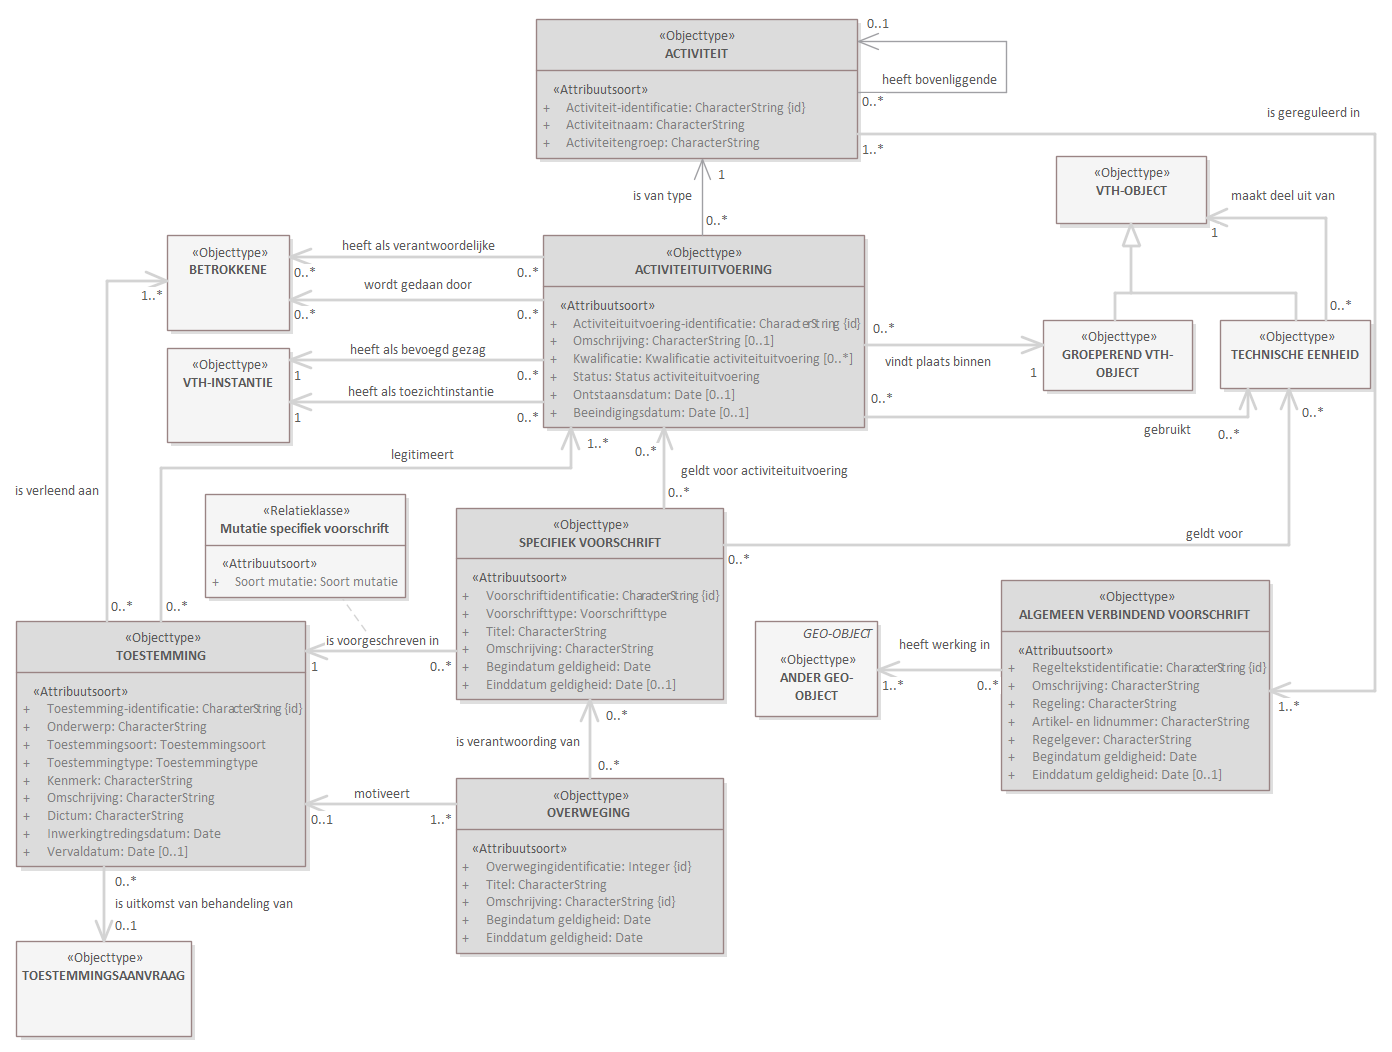 «Objecttype»
ACTIVITEIT
«Attribuutsoort»
+ Activiteit-identificatie: CharacterString {id}
+ Activiteitnaam: CharacterString
+ Activiteitengroep: CharacterString
0..1
heeft bovenliggende
0..*
is gereguleerd in
1..*
1
is van type
0..*
«Objecttype»
VTH-OBJECT
maakt deel uit van
1
0..*
«Objecttype»
BETROKKENE
heeft als verantwoordelijke
0..*
0..*
wordt gedaan door
0..*
0..*
1..*
«Objecttype»
ACTIVITEITUITVOERING
«Attribuutsoort»
+ Activiteituitvoering-identificatie: CharacterString {id}
+ Omschrijving: CharacterString [0..1]
+ Kwalificatie: Kwalificatie activiteituitvoering [0..*]
+ Status: Status activiteituitvoering
+ Ontstaansdatum: Date [0..1]
+ Beeindigingsdatum: Date [0..1]
«Objecttype»
VTH-INSTANTIE
heeft als bevoegd gezag
1
0..*
heeft als toezichtinstantie
1
0..*
0..*
vindt plaats binnen
1
«Objecttype»
GROEPEREND VTH-
OBJECT
«Objecttype»
TECHNISCHE EENHEID
0..*
gebruikt
0..*
0..*
legitimeert
1..*
0..*
geldt voor activiteituitvoering
0..*
is verleend aan
0..*
0..*
«Relatieklasse»
Mutatie specifiek voorschrift
«Attribuutsoort»
+ Soort mutatie: Soort mutatie
«Objecttype»
SPECIFIEK VOORSCHRIFT
«Attribuutsoort»
+ Voorschriftidentificatie: CharacterString {id}
+ Voorschrifttype: Voorschrifttype
+ Titel: CharacterString
+ Omschrijving: CharacterString
+ Begindatum geldigheid: Date
+ Einddatum geldigheid: Date [0..1]
geldt voor
0..*
is voorgeschreven in
1
0..*
«Objecttype»
TOESTEMMING
«Attribuutsoort»
+ Toestemming-identificatie: CharacterString {id}
+ Onderwerp: CharacterString
+ Toestemmingsoort: Toestemmingsoort
+ Toestemmingtype: Toestemmingtype
+ Kenmerk: CharacterString
+ Omschrijving: CharacterString
+ Dictum: CharacterString
+ Inwerkingtredingsdatum: Date
+ Vervaldatum: Date [0..1]
GEO-OBJECT
«Objecttype»
ANDER GEO-
OBJECT
heeft werking in
1..*
0..*
«Objecttype»
ALGEMEEN VERBINDEND VOORSCHRIFT
«Attribuutsoort»
+ Regeltekstidentificatie: CharacterString {id}
+ Omschrijving: CharacterString
+ Regeling: CharacterString
+ Artikel- en lidnummer: CharacterString
+ Regelgever: CharacterString
+ Begindatum geldigheid: Date
+ Einddatum geldigheid: Date [0..1]
1..*
0..*
is verantwoording van
0..*
motiveert
0..1
1..*
«Objecttype»
OVERWEGING
«Attribuutsoort»
+ Overwegingidentificatie: Integer {id}
+ Titel: CharacterString
+ Omschrijving: CharacterString {id}
+ Begindatum geldigheid: Date
+ Einddatum geldigheid: Date
0..*
is uitkomst van behandeling van
0..1
«Objecttype»
TOESTEMMINGSAANVRAAG